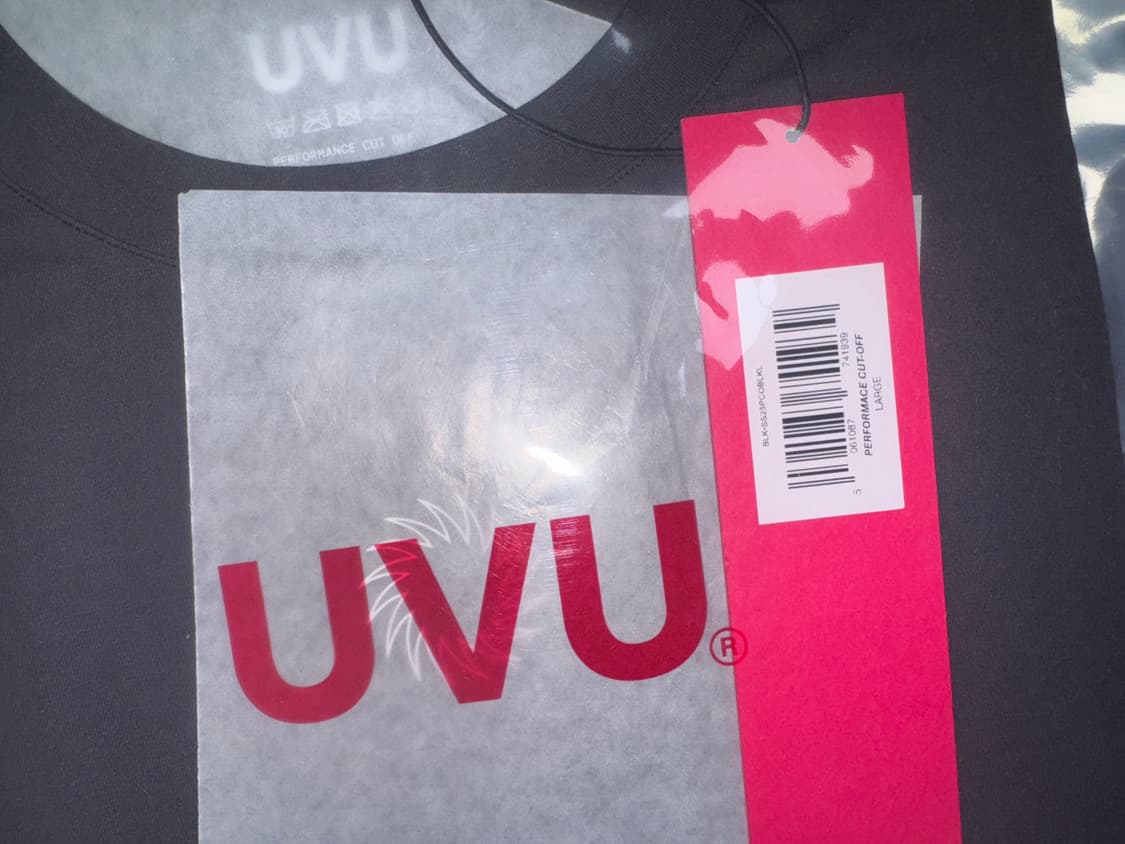 UVU
PERFORMANCE CUT OFF
UVU®
BLK-SS25PCOBLKL
5 061087 741939
PERFORMACE CUT-OFF
LARGE